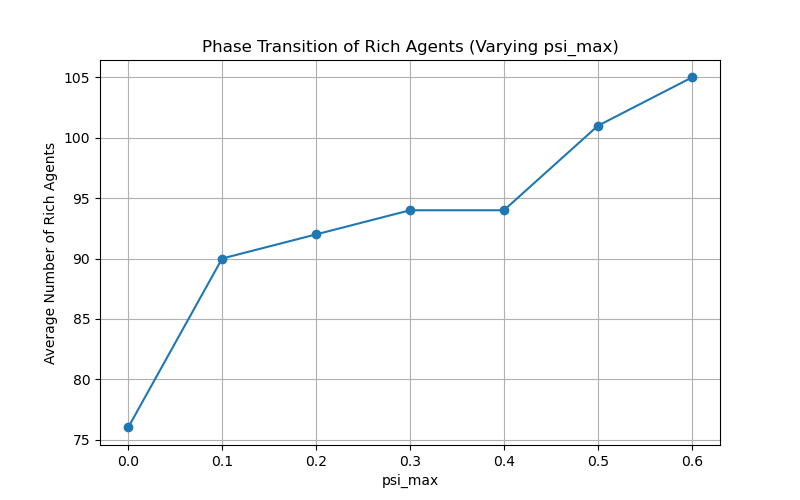 Phase Transition of Rich Agents (Varying psi_max)
Average Number of Rich Agents
105
100
95
90
85
80
75
0.0 0.1 0.2 0.3 0.4 0.5 0.6
psi_max